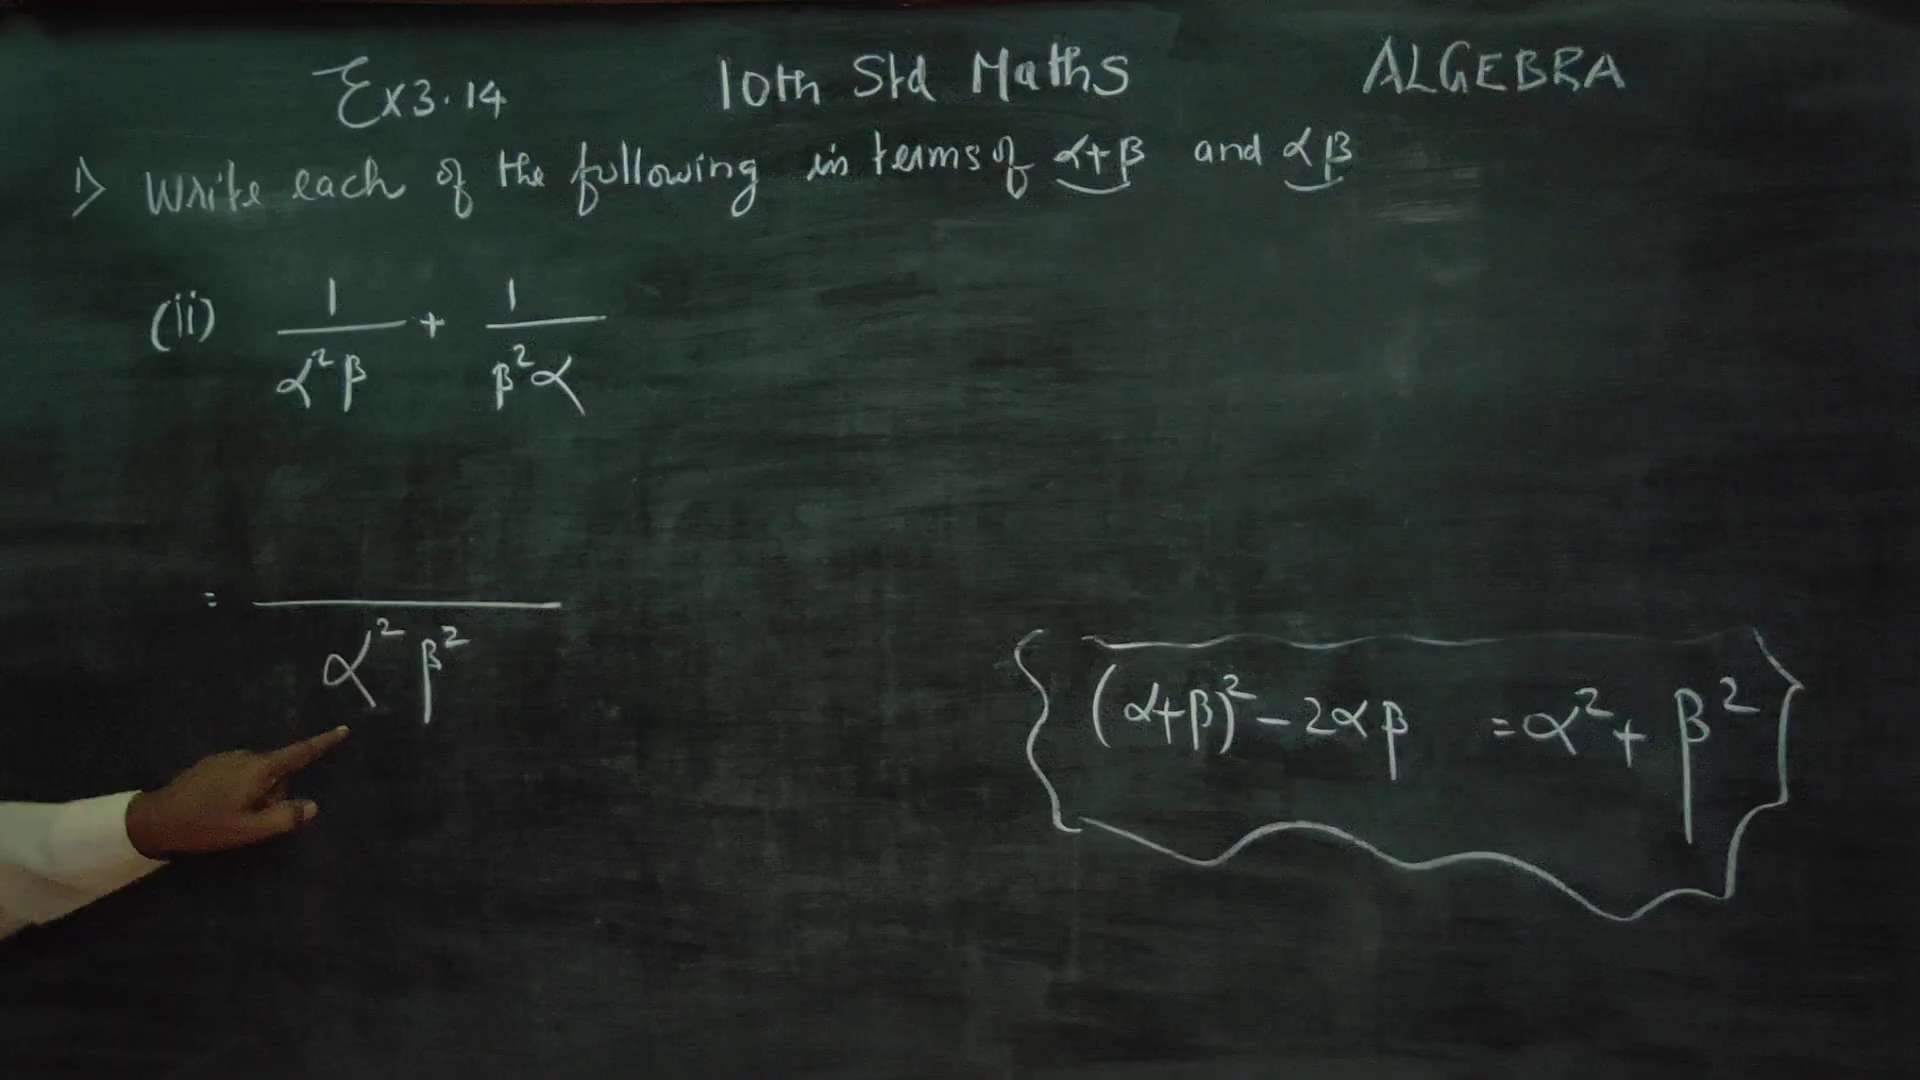 Ex3.14 10th Std Maths ALGEBRA
1) Write each of the following in terms of α+β and αβ
(ii) 1/α²β + 1/β²α
= /α²β²
(α+β)² - 2αβ = α² + β²